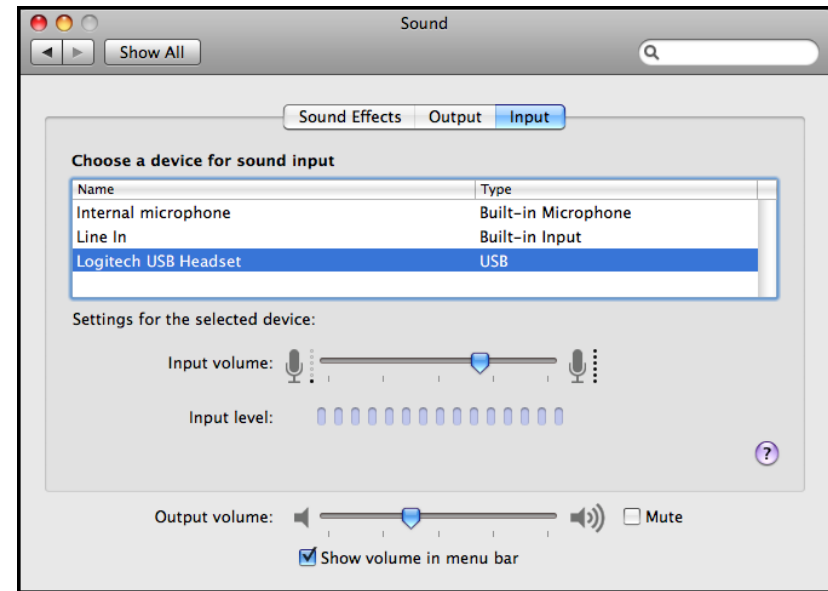 Sound
Show All
Sound Effects Output Input
Choose a device for sound input
Name Type
Internal microphone Built-in Microphone
Line In Built-in Input
Logitech USB Headset USB
Settings for the selected device:
Input volume:
Input level:
?
Output volume: Mute
Show volume in menu bar